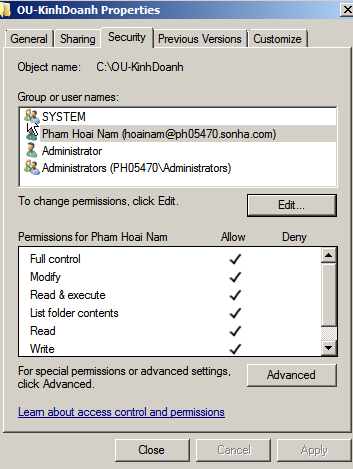 OU-KinhDoanh Properties
General
Sharing
Security
Previous Versions
Customize
Object name: C:\OU-KinhDoanh
Group or user names:
SYSTEM
Pham Hoai Nam (hoainam@ph05470.sonha.com)
Administrator
Administrators (PH05470\Administrators)
To change permissions, click Edit.
Edit...
Permissions for Pham Hoai Nam Allow Deny
Full control
Modify
Read & execute
List folder contents
Read
Write
For special permissions or advanced settings,
click Advanced.
Advanced
Learn about access control and permissions
Close
Cancel
Apply